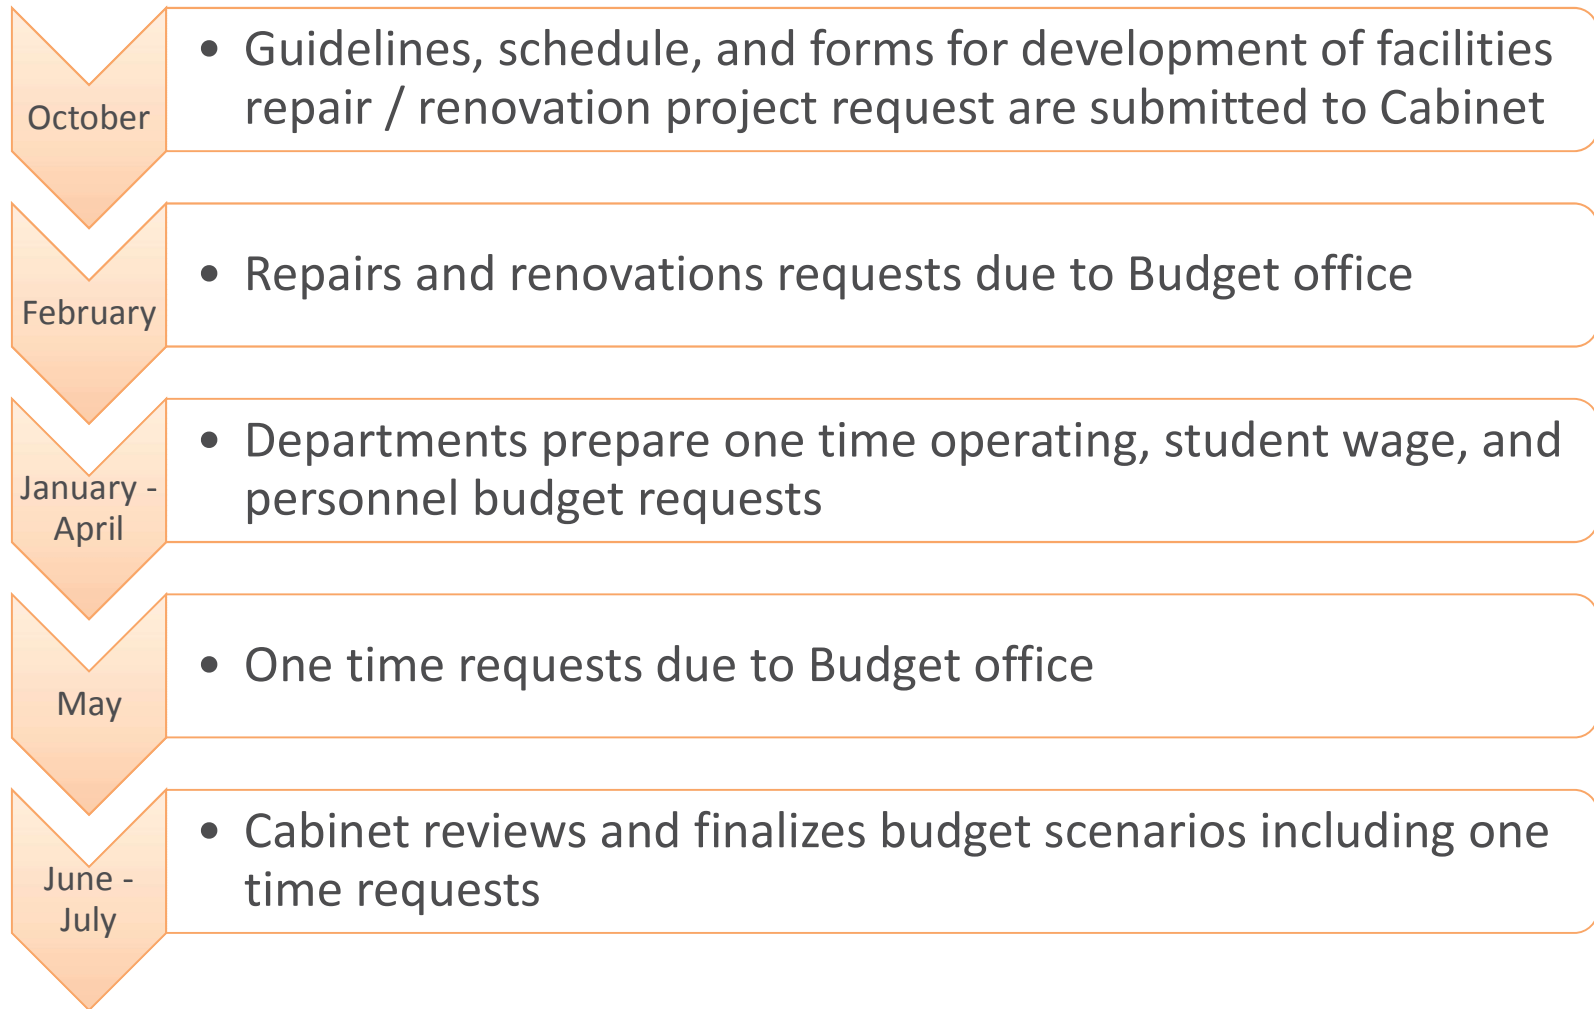 October
• Guidelines, schedule, and forms for development of facilities
repair / renovation project request are submitted to Cabinet
February
• Repairs and renovations requests due to Budget office
January -
April
• Departments prepare one time operating, student wage, and
personnel budget requests
May
• One time requests due to Budget office
June -
July
• Cabinet reviews and finalizes budget scenarios including one
time requests